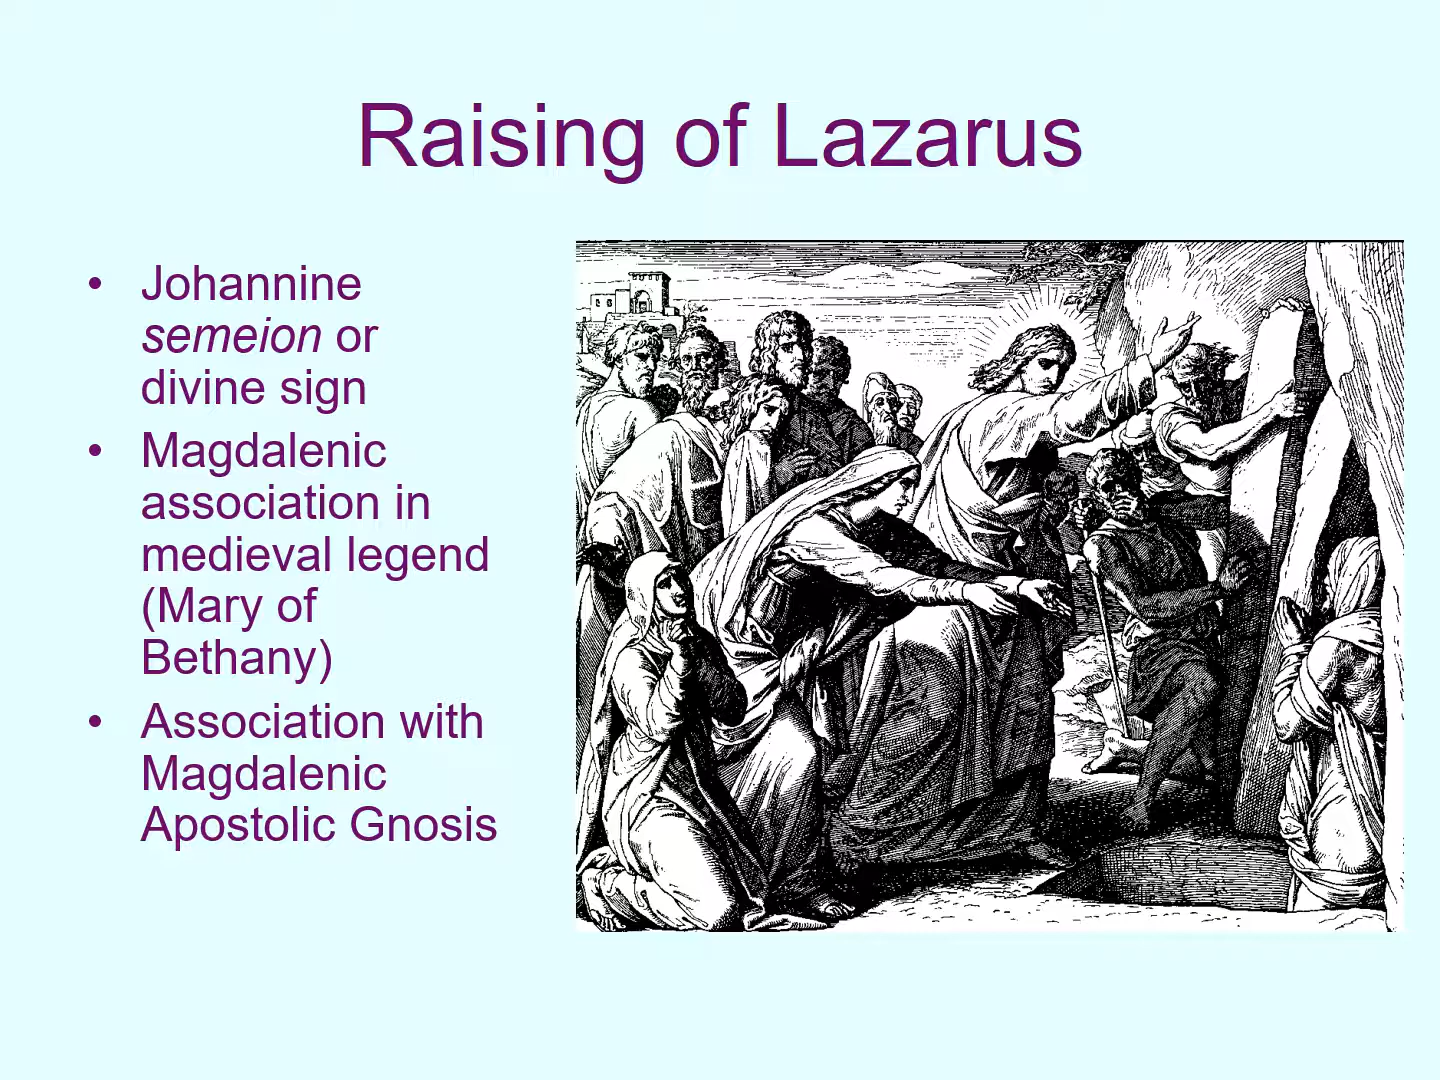 Raising of Lazarus
• Johannine
semeion or
divine sign
• Magdalenic
association in
medieval legend
(Mary of
Bethany)
• Association with
Magdalenic
Apostolic Gnosis